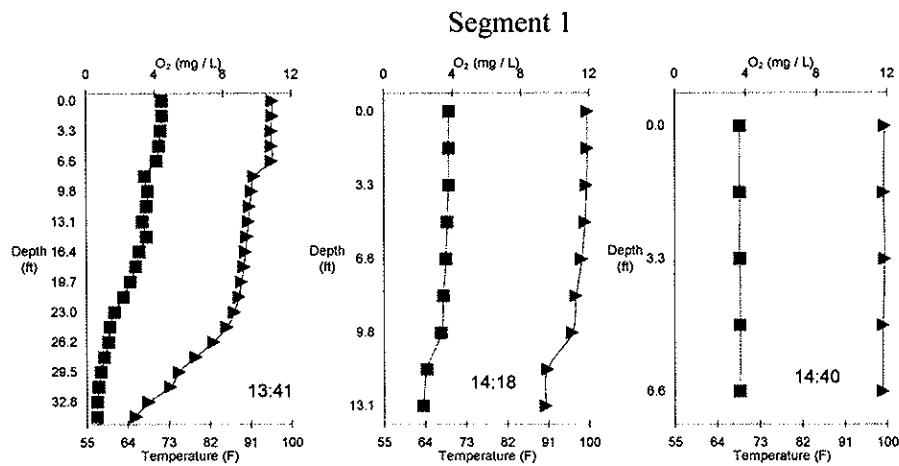 Segment 1
O₂ (mg / L)
0 4 8 12
0.0
3.3
6.6
9.8
13.1
16.4
19.7
23.0
26.2
29.5
32.8
Depth
(ft)
13:41
55 64 73 82 91 100
Temperature (F)
O₂ (mg / L)
0 4 8 12
0.0
3.3
6.6
9.8
13.1
Depth
(ft)
14:18
55 64 73 82 91 100
Temperature (F)
O₂ (mg / L)
0 4 8 12
0.0
3.3
6.6
Depth
(ft)
14:40
55 64 73 82 91 100
Temperature (F)